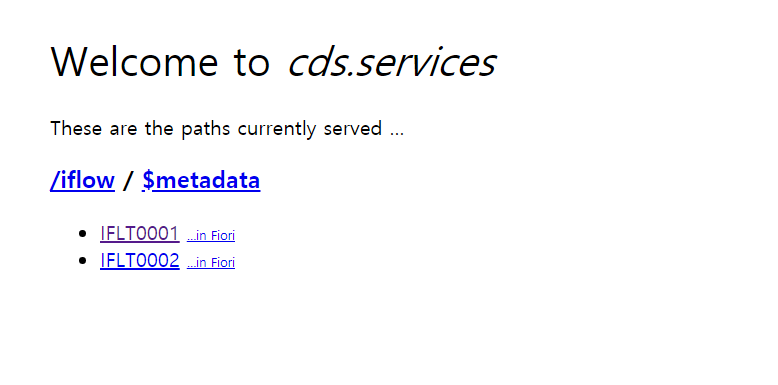 Welcome to cds.services
These are the paths currently served ...
/iflow / $metadata
IFLT0001 ...in Fiori
IFLT0002 ...in Fiori